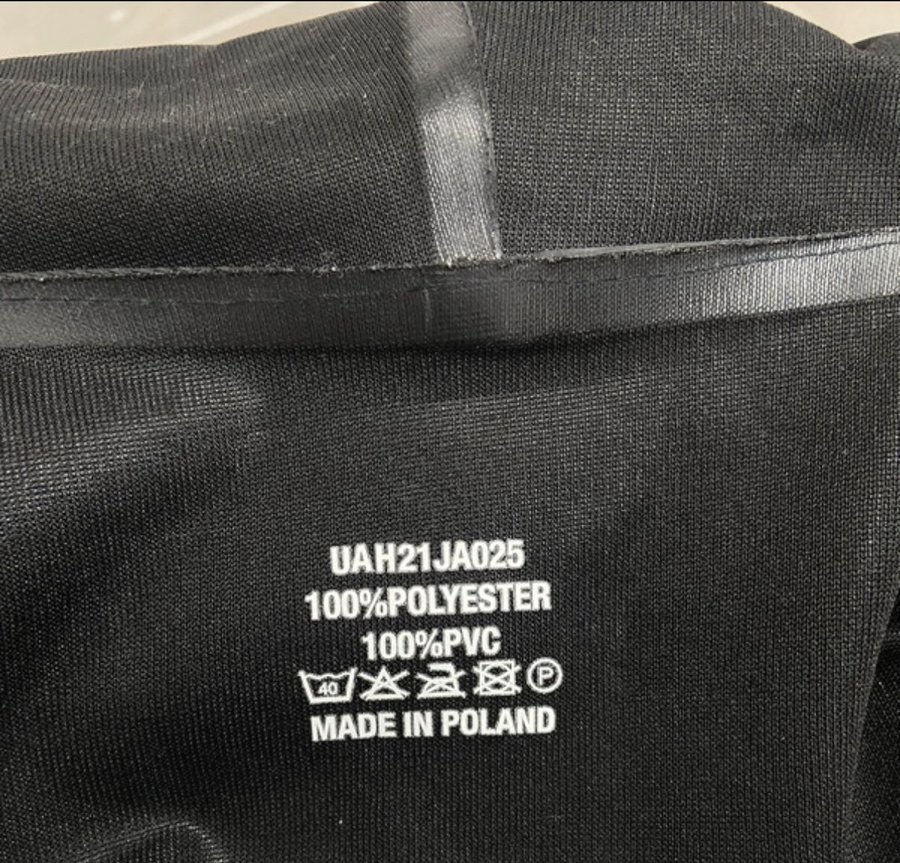 UAH21JA025
100%POLYESTER
100%PVC
40 P
MADE IN POLAND